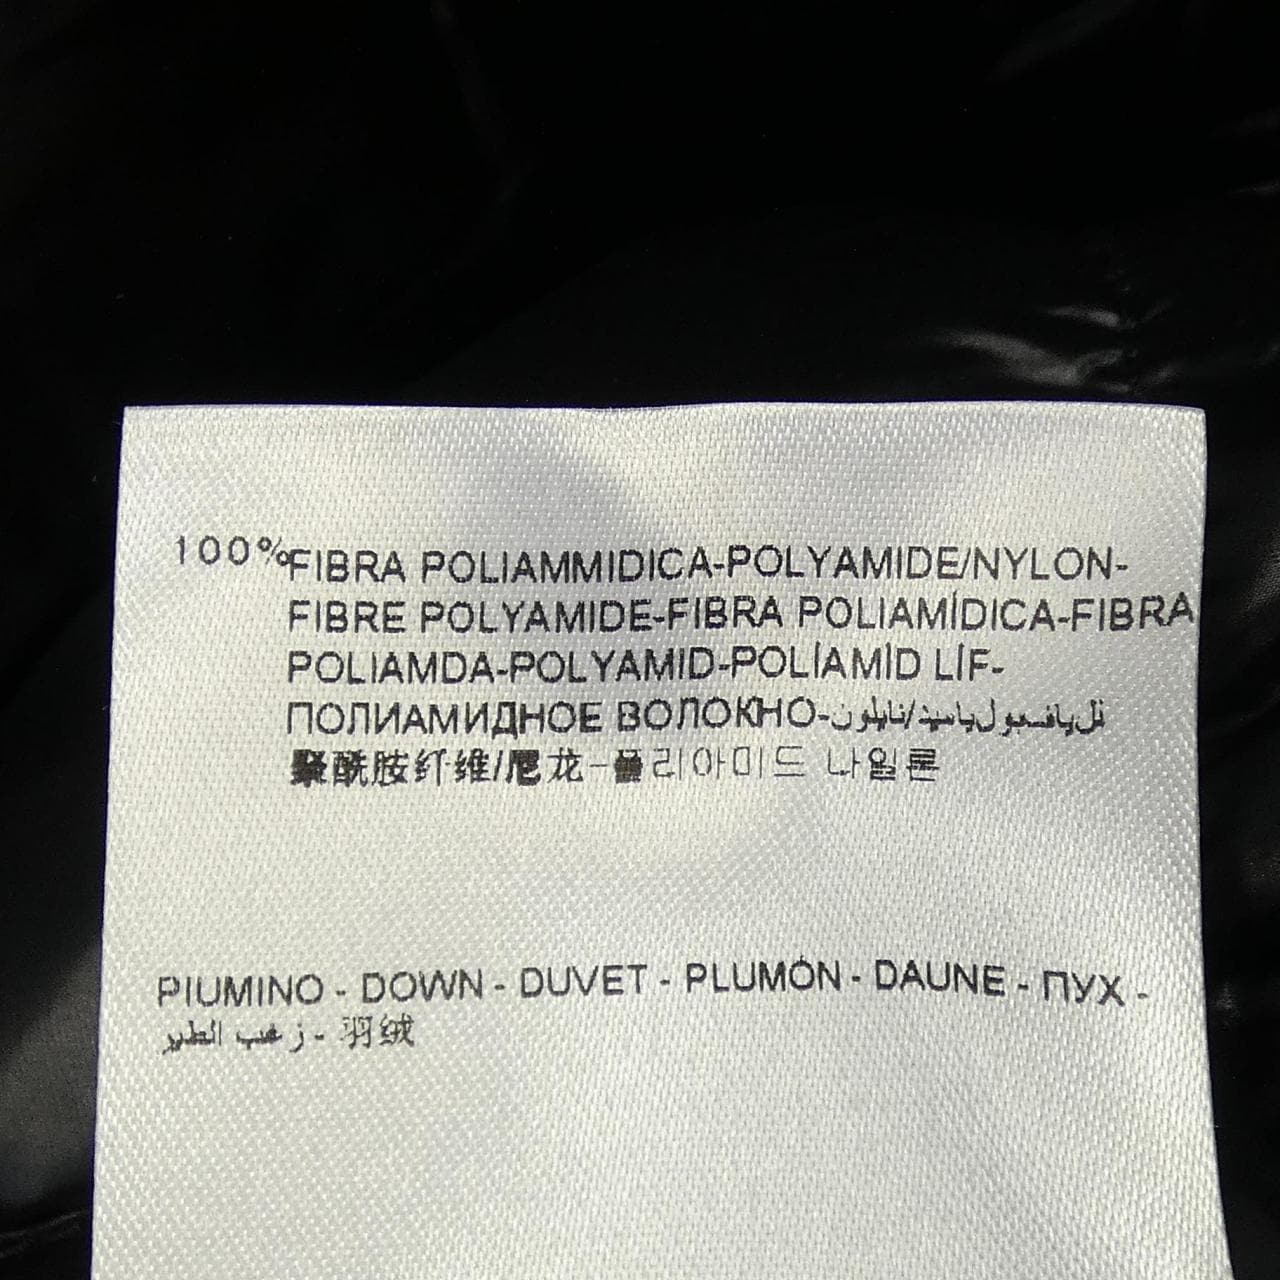 100% FIBRA POLIAMMIDICA-POLYAMIDE/NYLON-
FIBRE POLYAMIDE-FIBRA POLIAMÍDICA-FIBRA
POLIAMDA-POLYAMID-POLİAMİD LİF-
ПОЛИАМИДНОЕ ВОЛОКНО-
聚酰胺纤维/尼龙-폴리아미드 나일론
PIUMINO - DOWN - DUVET - PLUMÓN - DAUNE - ПУХ -
زغب الطير - 羽绒